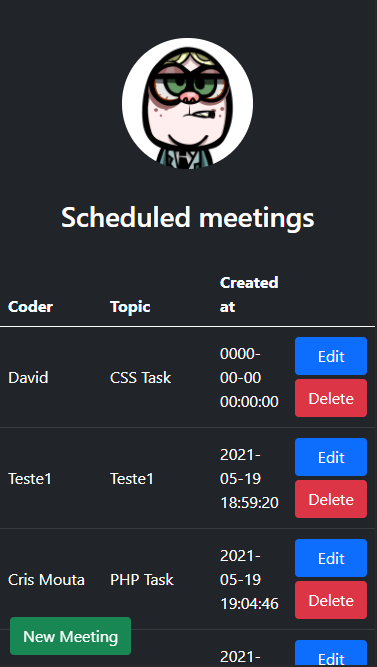 Scheduled meetings
Created
Coder Topic at
0000-
Edit
David CSS Task 00-00
Delete
00:00:00
2021-
Edit
Teste1 Teste1 05-19
Delete
18:59:20
2021-
Edit
Cris Mouta PHP Task 05-19
Delete
19:04:46
New Meeting
2021-
Edit